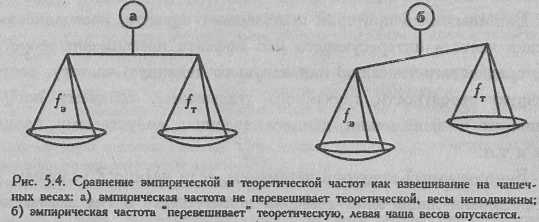 а
б
fэ
fт
fэ
fт
Рис. 5.4. Сравнение эмпирической и теоретической частот как взвешивание на чашеч-
ных весах: а) эмпирическая частота не перевешивает теоретической, весы неподвижны;
б) эмпирическая частота "перевешивает" теоретическую, левая чаша весов опускается.